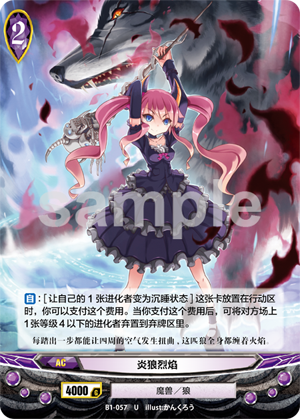 2
sample
自:[让自己的1张进化者变为沉睡状态]这张卡放置在行动区
时,你可以支付这个费用。当你支付这个费用后,可将对方场上
1张等级4以下的进化者弃置到弃牌区里。
每踏出一步都能让四周的空气发生扭曲,这匹狼全身都缠着火焰。
AC
炎狼烈焰
4000
魔兽／狼
B1-057 U illust:かんくろう